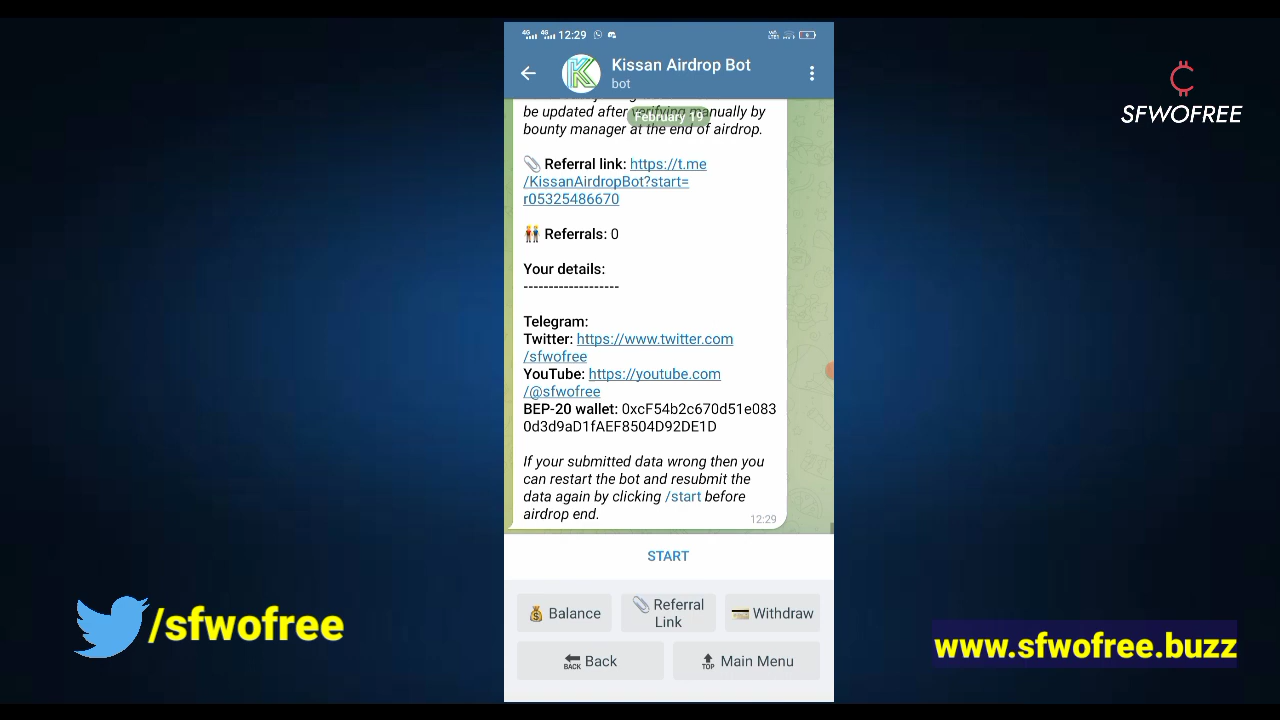 4G 4G 12:29
Kissan Airdrop Bot
bot
be updated after verifying manually by
February 19
bounty manager at the end of airdrop.
Referral link: https://t.me
/KissanAirdropBot?start=
r05325486670
Referrals: 0
Your details:
-------------------
Telegram:
Twitter: https://www.twitter.com
/sfwofree
YouTube: https://youtube.com
/@sfwofree
BEP-20 wallet: 0xcF54b2c670d51e083
0d3d9aD1fAEF8504D92DE1D
If your submitted data wrong then you
can restart the bot and resubmit the
data again by clicking /start before
airdrop end.
12:29
START
Balance
Referral
Link
Withdraw
BACK Back
TOP Main Menu
SFWOFREE
/sfwofree
www.sfwofree.buzz